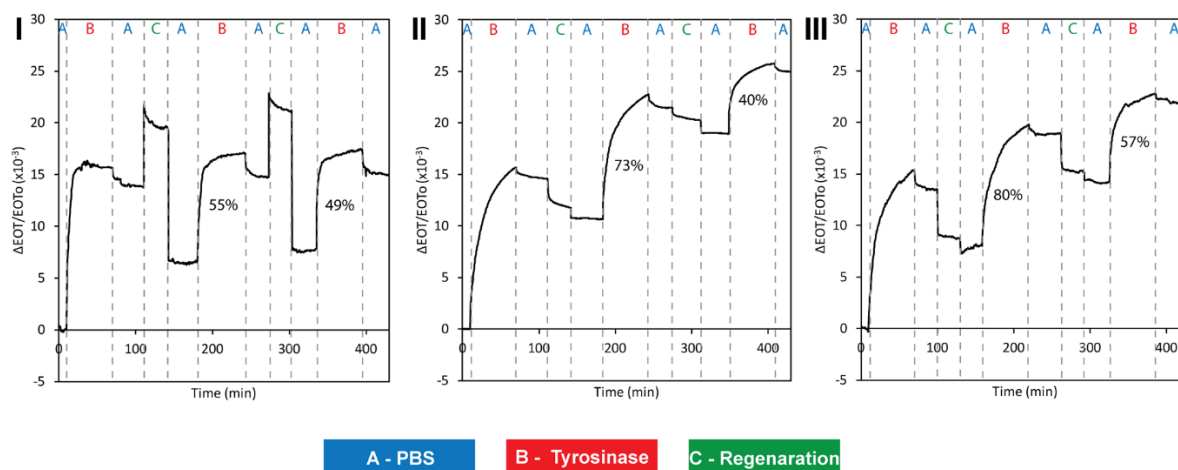 I
A B A C A B A C A B A
30
25
20
15
10
5
0
-5
ΔEOT/EOTo (x10⁻³)
55%
49%
0 100 200 300 400
Time (min)
II
A B A C A B A C A B A
30
25
20
15
10
5
0
-5
ΔEOT/EOTo (x10⁻³)
73%
40%
0 100 200 300 400
Time (min)
III
A B A C A B A C A B A
30
25
20
15
10
5
0
-5
ΔEOT/EOTo (x10⁻³)
80%
57%
0 100 200 300 400
Time (min)
A - PBS
B - Tyrosinase
C - Regenaration